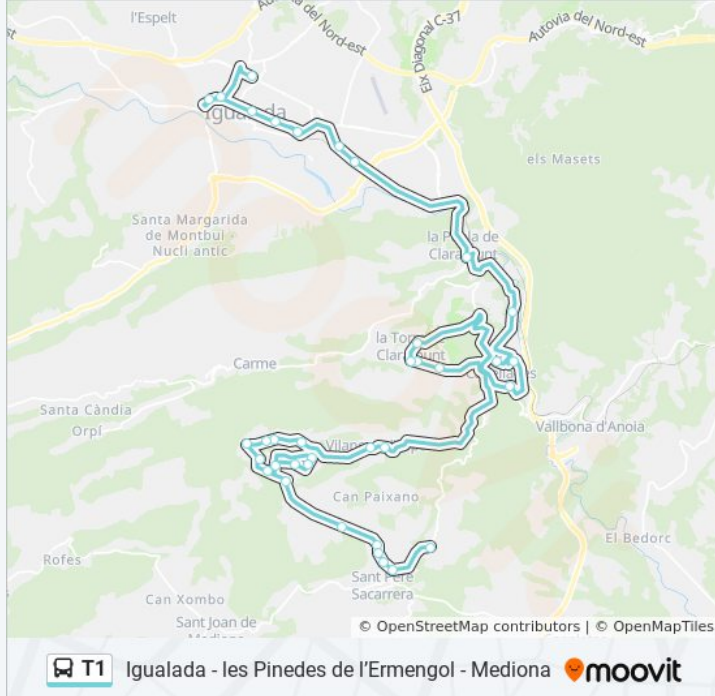 l'Espelt
Autovia del Nord-est
Eix Diagonal C-37
Autovia del Nord-est
Igualada
els Masets
Santa Margarida
de Montbui -
Nucli antic
la Pobla de
Claramunt
la Torre de
Claramunt
Carme
Capellades
Santa Càndia
Orpí
Vallbona d'Anoia
Can Paixano
El Bedorc
Rofes
Sant Pere
Sacarrera
Can Xombo
Sant Joan de
Mediona
© OpenStreetMap contributors | © OpenMapTiles
T1 Igualada - les Pinedes de l'Ermengol - Mediona moovit